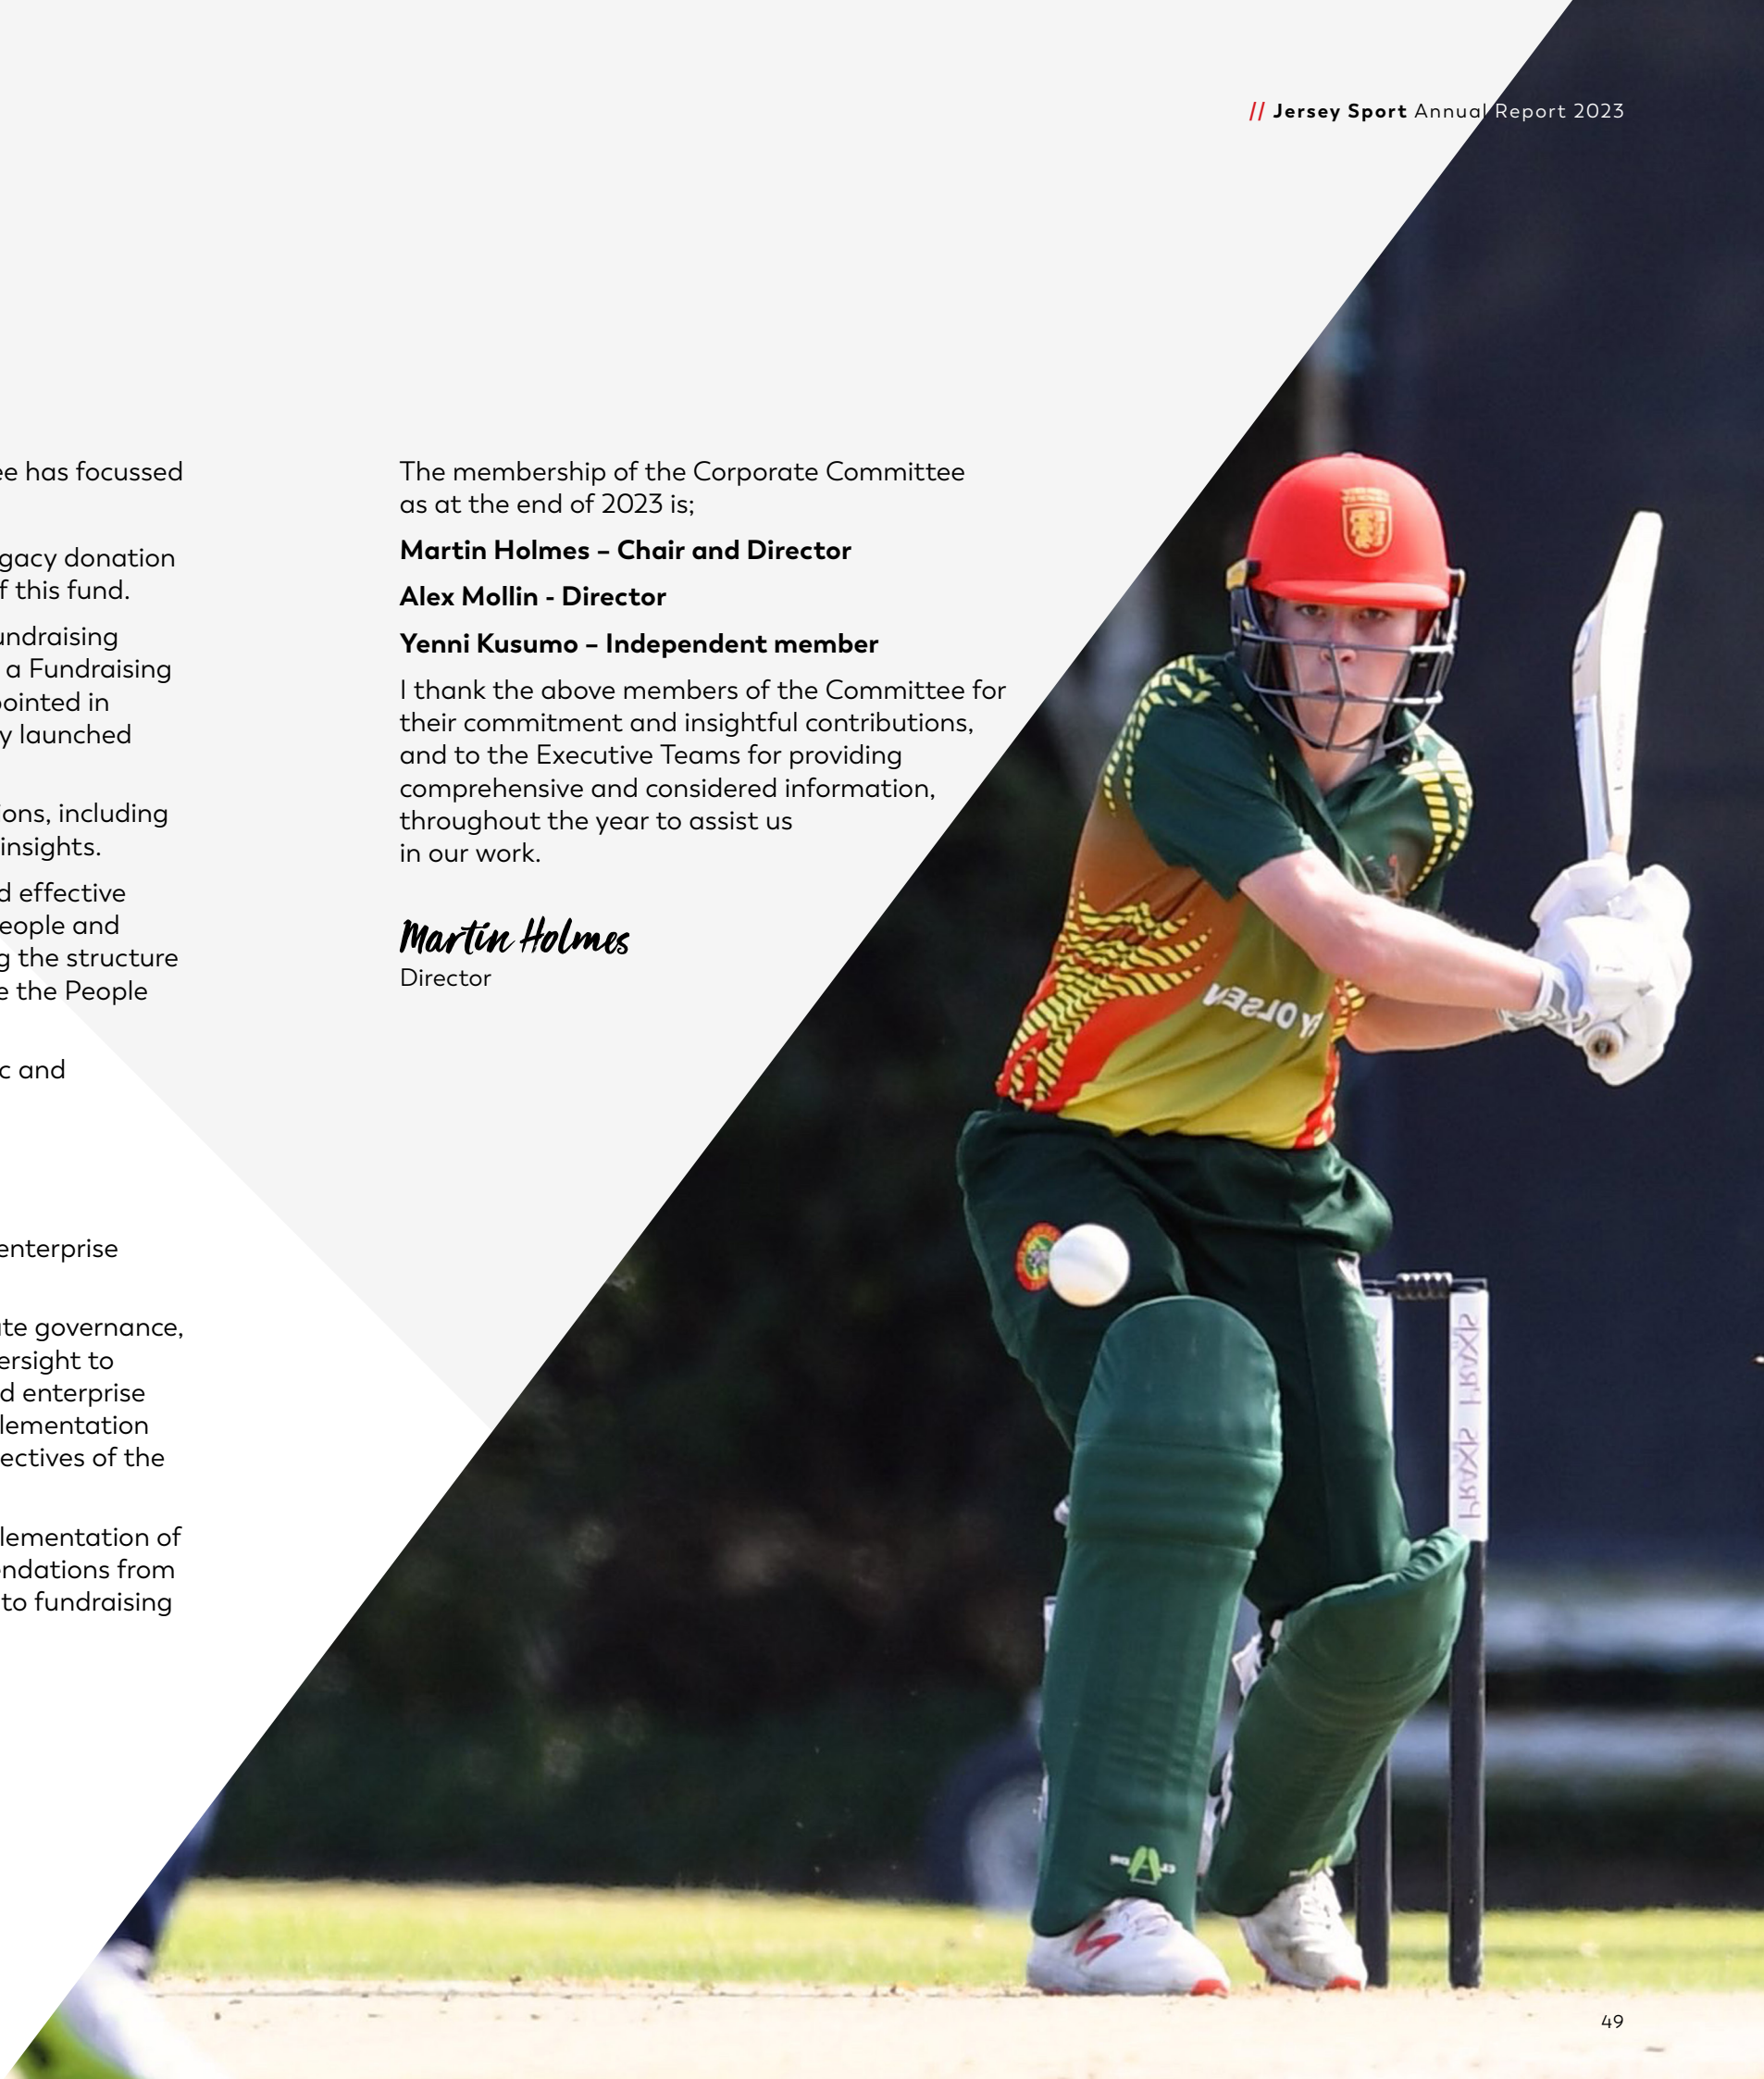 // Jersey Sport Annual Report 2023
ee has focussed
gacy donation
f this fund.
undraising
a Fundraising
ointed in
y launched
ions, including
insights.
d effective
eople and
g the structure
e the People
c and
enterprise
te governance,
ersight to
d enterprise
lementation
ectives of the
lementation of
endations from
to fundraising
The membership of the Corporate Committee
as at the end of 2023 is;
Martin Holmes – Chair and Director
Alex Mollin - Director
Yenni Kusumo – Independent member
I thank the above members of the Committee for
their commitment and insightful contributions,
and to the Executive Teams for providing
comprehensive and considered information,
throughout the year to assist us
in our work.
Martin Holmes
Director
Y OLSEN
PRAXIS PRAXIS
49